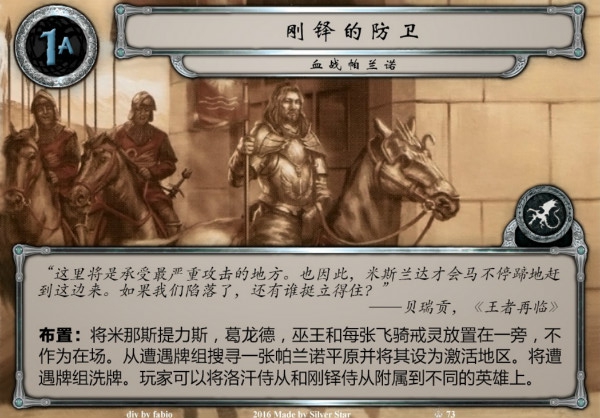 1A
刚铎的防卫
血战帕兰诺
“这里将是承受最严重攻击的地方。也因此，米斯兰达才会马不停蹄地赶
到这边来。如果我们陷落了，还有谁挺立得住？”
——贝瑞贡，《王者再临》
布置：将米那斯提力斯，葛龙德，巫王和每张飞骑戒灵放置在一旁，不
作为在场。从遭遇牌组搜寻一张帕兰诺平原并将其设为激活地区。将遭
遇牌组洗牌。玩家可以将洛汗侍从和刚铎侍从附属到不同的英雄上。
diy by fabio 2016 Made by Silver Star 73